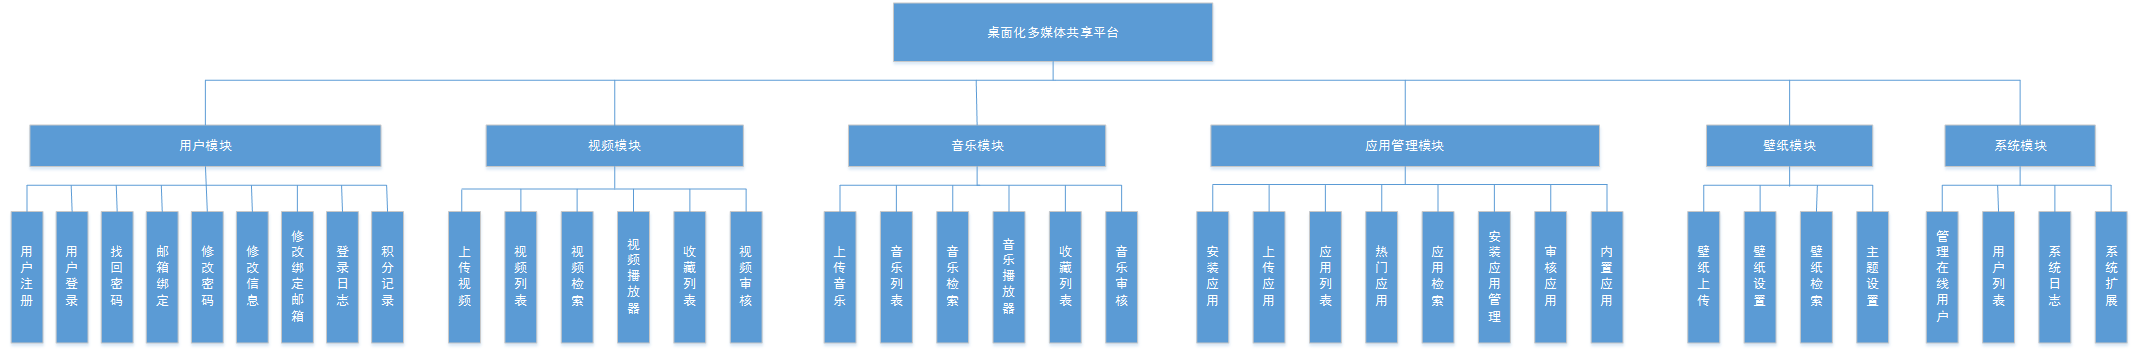 桌面化多媒体共享平台
用户模块
视频模块
音乐模块
应用管理模块
壁纸模块
系统模块
用户注册
用户登录
找回密码
邮箱绑定
修改密码
修改信息
修改绑定邮箱
登录日志
积分记录
上传视频
视频列表
视频检索
视频播放器
收藏列表
视频审核
上传音乐
音乐列表
音乐检索
音乐播放器
收藏列表
音乐审核
安装应用
上传应用
应用列表
热门应用
应用检索
安装应用管理
审核应用
内置应用
壁纸上传
壁纸设置
壁纸检索
主题设置
管理在线用户
用户列表
系统日志
系统扩展